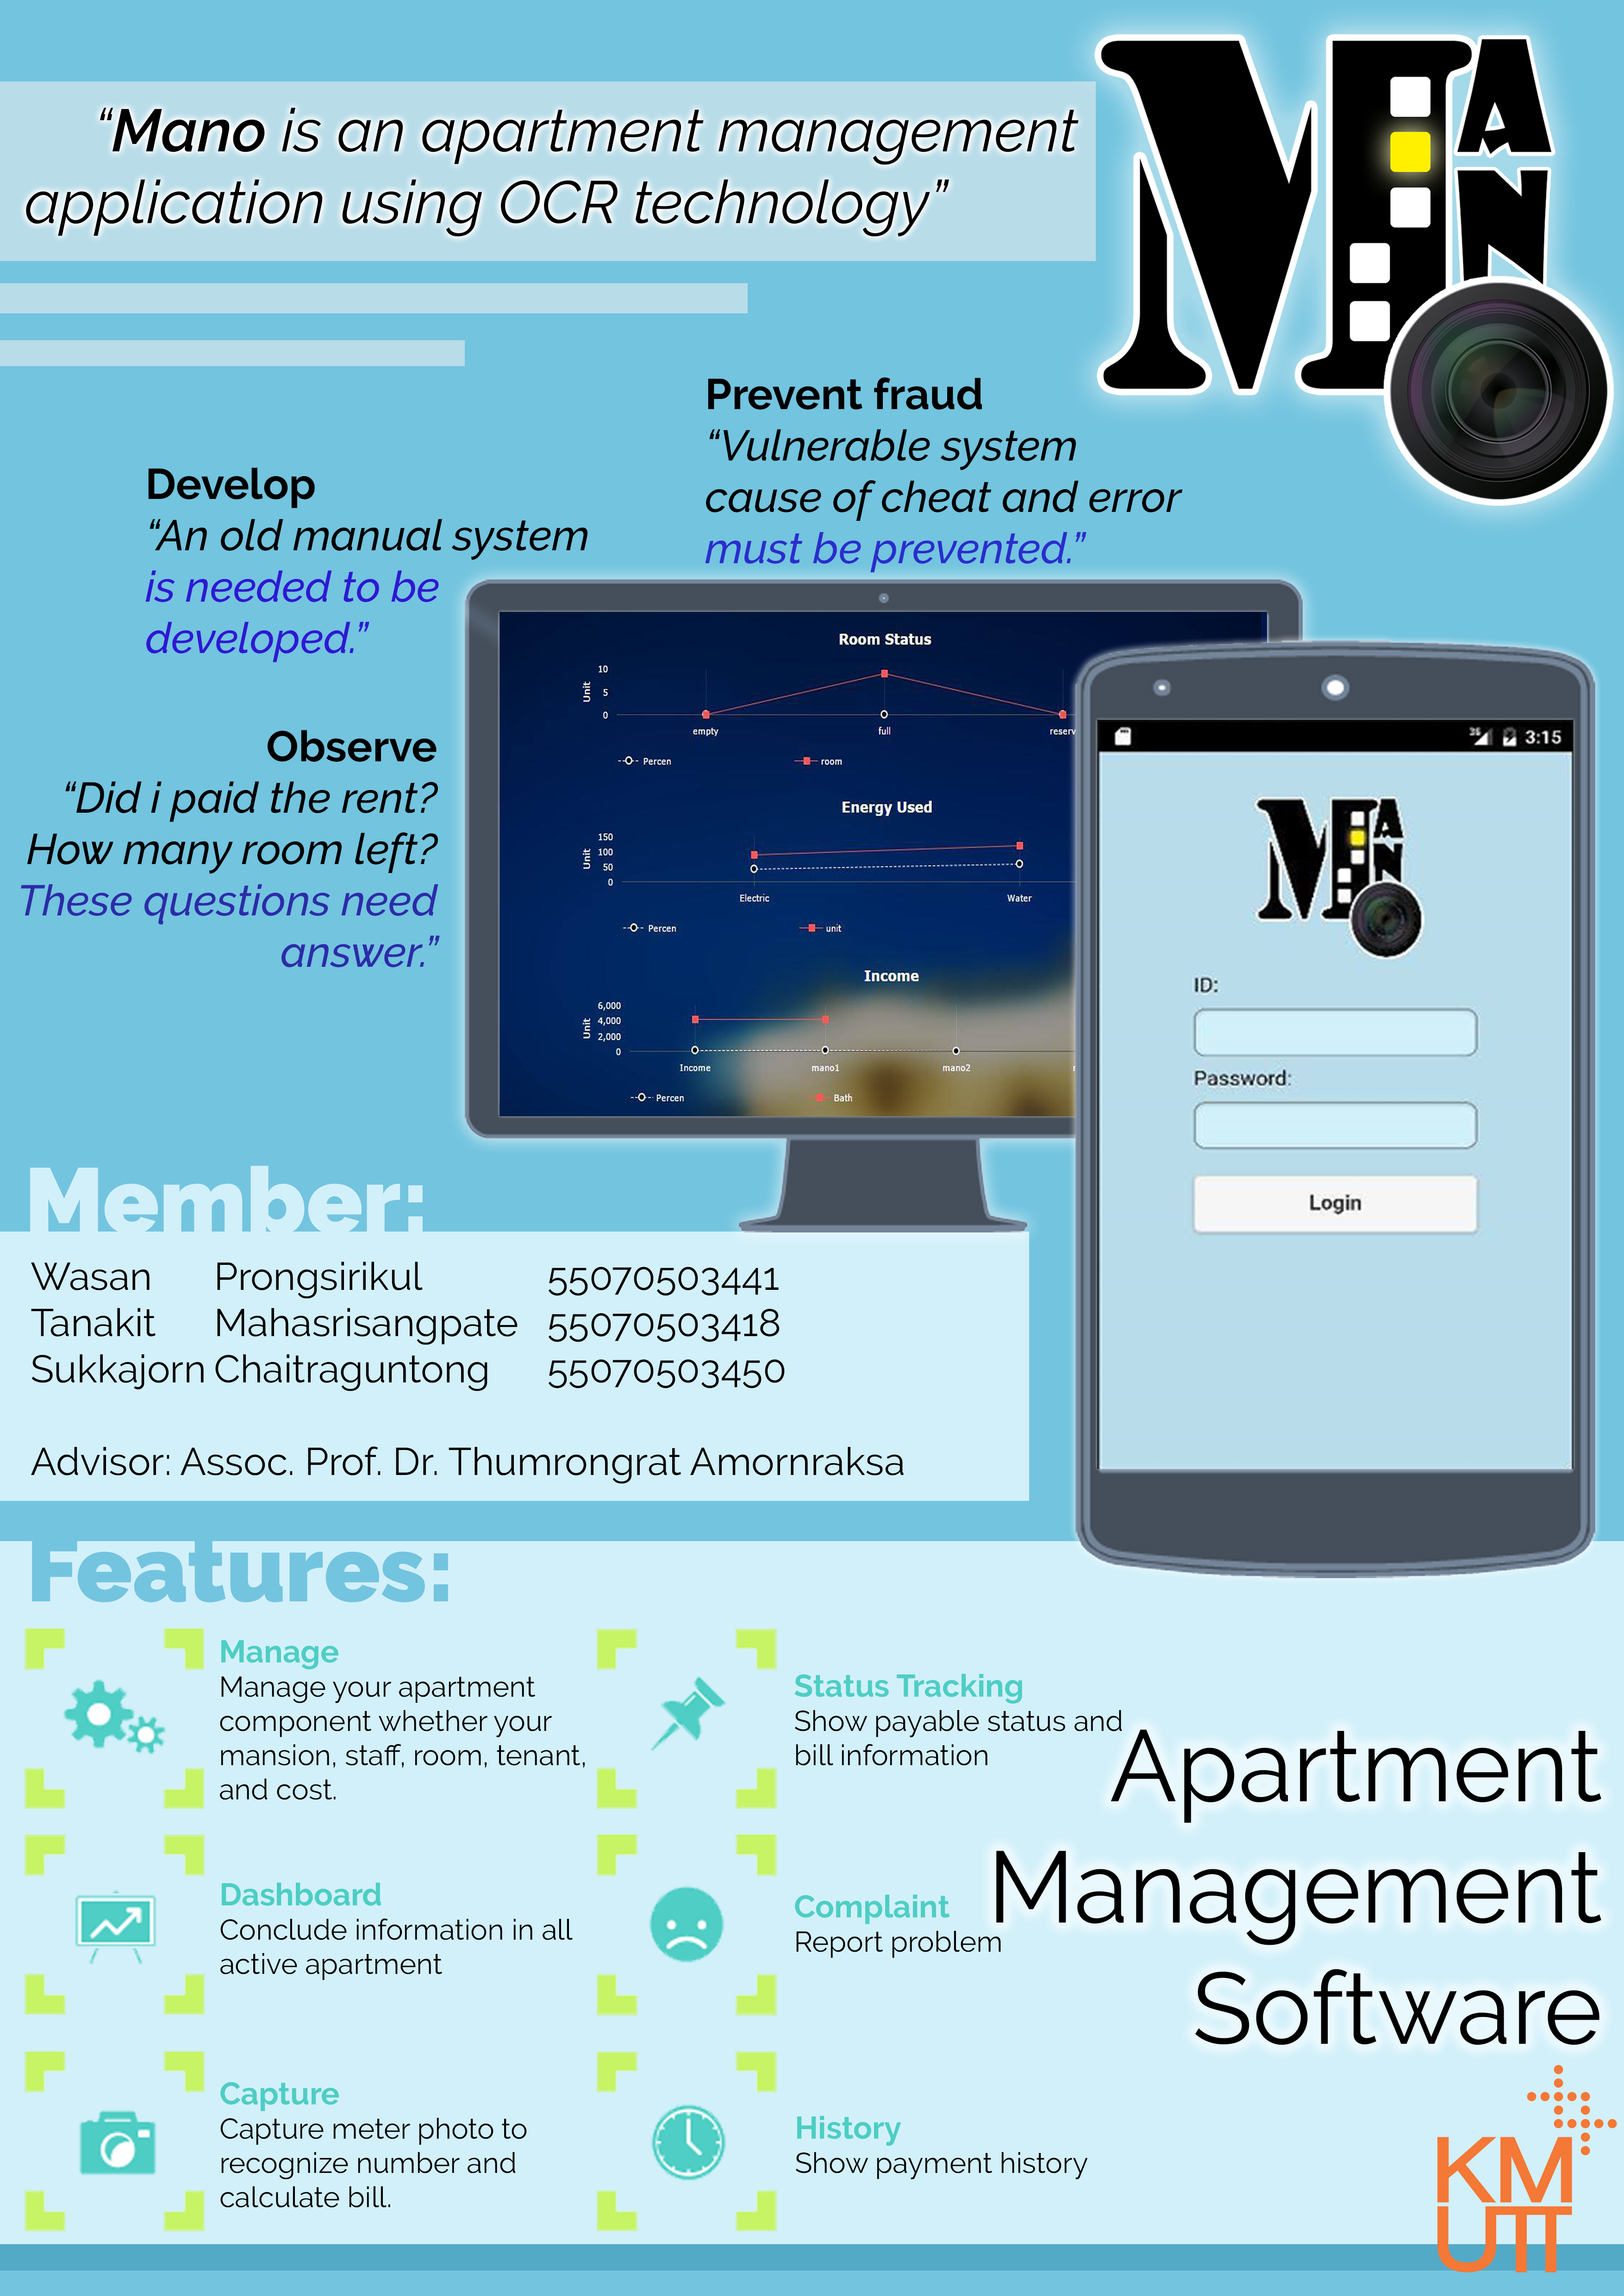 “Mano is an apartment management
application using OCR technology”
MANO
Prevent fraud
“Vulnerable system
cause of cheat and error
must be prevented.”
Develop
“An old manual system
is needed to be
developed.”
Observe
“Did i paid the rent?
How many room left?
These questions need
answer.”
Room Status
Unit
10
5
0
empty full reserv
Percen room
Energy Used
Unit
150
100
50
0
Electric Water
Percen unit
Income
Unit
6,000
4,000
2,000
0
Income mano1 mano2
Percen Bath
3G 3:15
MAN
ID:
Password:
Login
Member:
Wasan Prongsirikul 55070503441
Tanakit Mahasrisangpate 55070503418
Sukkajorn Chaitraguntong 55070503450
Advisor: Assoc. Prof. Dr. Thumrongrat Amornraksa
Features:
Manage
Manage your apartment
component whether your
mansion, staff, room, tenant,
and cost.
Status Tracking
Show payable status and
bill information
Dashboard
Conclude information in all
active apartment
Complaint
Report problem
Capture
Capture meter photo to
recognize number and
calculate bill.
History
Show payment history
Apartment
Management
Software
KM
UTT